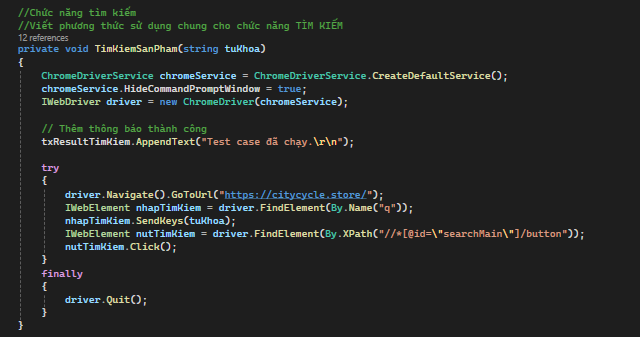 //Chức năng tìm kiếm
//Viết phương thức sử dụng chung cho chức năng TÌM KIẾM
12 references
private void TimKiemSanPham(string tuKhoa)
{
ChromeDriverService chromeService = ChromeDriverService.CreateDefaultService();
chromeService.HideCommandPromptWindow = true;
IWebDriver driver = new ChromeDriver(chromeService);
// Thêm thông báo thành công
txResultTimKiem.AppendText("Test case đã chạy.\r\n");
try
{
driver.Navigate().GoToUrl("https://citycycle.store/");
IWebElement nhapTimKiem = driver.FindElement(By.Name("q"));
nhapTimKiem.SendKeys(tuKhoa);
IWebElement nutTimKiem = driver.FindElement(By.XPath("//*[@id=\"searchMain\"]/button"));
nutTimKiem.Click();
}
finally
{
driver.Quit();
}
}